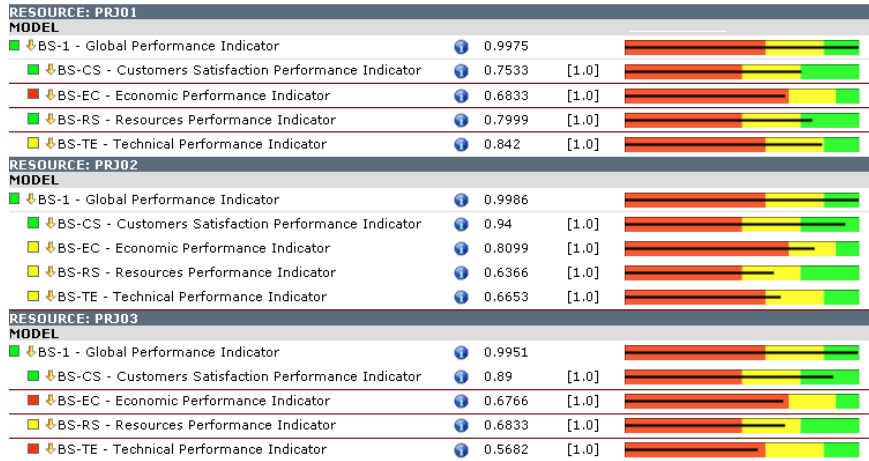 RESOURCE: PRJ01
MODEL
BS-1 - Global Performance Indicator 0.9975
BS-CS - Customers Satisfaction Performance Indicator 0.7533 [1.0]
BS-EC - Economic Performance Indicator 0.6833 [1.0]
BS-RS - Resources Performance Indicator 0.7999 [1.0]
BS-TE - Technical Performance Indicator 0.842 [1.0]
RESOURCE: PRJ02
MODEL
BS-1 - Global Performance Indicator 0.9986
BS-CS - Customers Satisfaction Performance Indicator 0.94 [1.0]
BS-EC - Economic Performance Indicator 0.8099 [1.0]
BS-RS - Resources Performance Indicator 0.6366 [1.0]
BS-TE - Technical Performance Indicator 0.6653 [1.0]
RESOURCE: PRJ03
MODEL
BS-1 - Global Performance Indicator 0.9951
BS-CS - Customers Satisfaction Performance Indicator 0.89 [1.0]
BS-EC - Economic Performance Indicator 0.6766 [1.0]
BS-RS - Resources Performance Indicator 0.6833 [1.0]
BS-TE - Technical Performance Indicator 0.5682 [1.0]